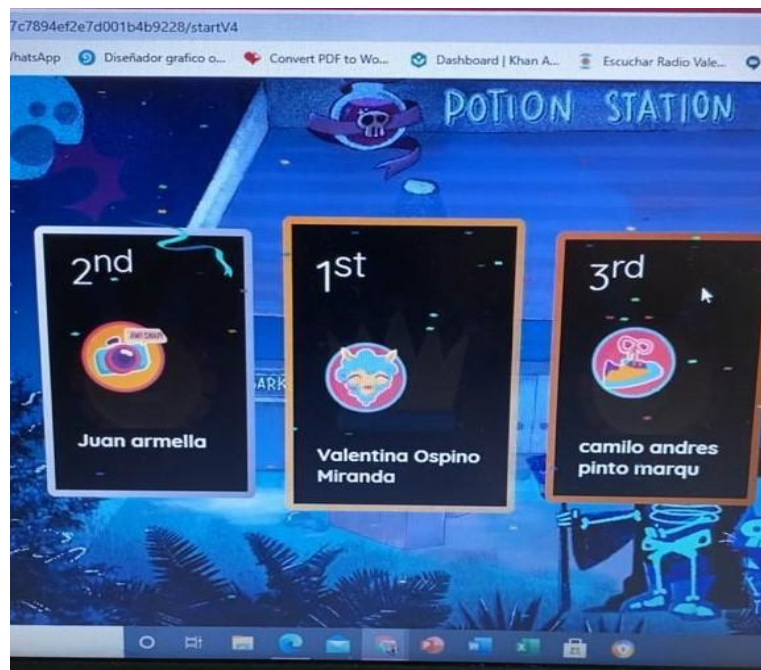 7c7894ef2e7d001b4b9228/startV4
WhatsApp Diseñador grafico o... Convert PDF to Wo... Dashboard | Khan A... Escuchar Radio Vale...
POTION STATION
2nd
Juan armella
1st
Valentina Ospino
Miranda
3rd
camilo andres
pinto marqu
ARK